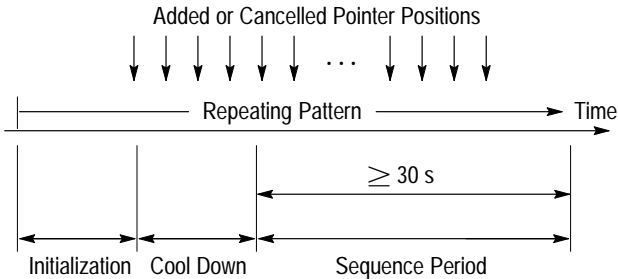 Added or Cancelled Pointer Positions
...
Repeating Pattern
Time
≥ 30 s
Initialization Cool Down Sequence Period